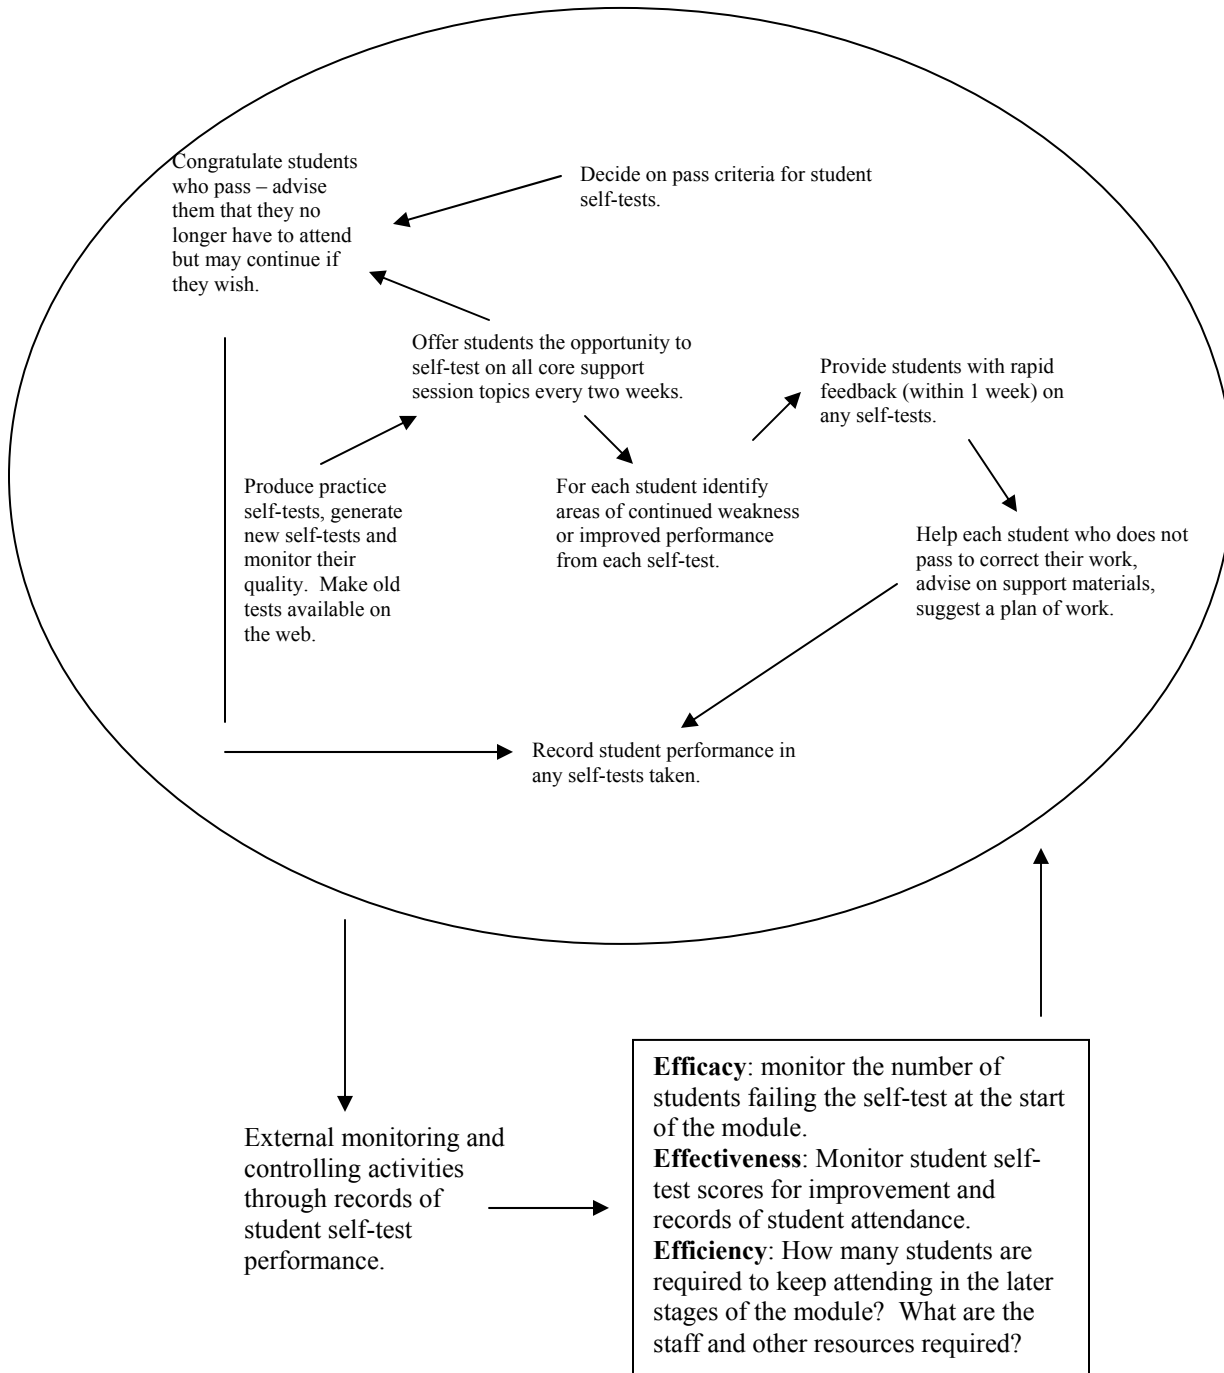 Congratulate students
who pass – advise
them that they no
longer have to attend
but may continue if
they wish.
Decide on pass criteria for student
self-tests.
Offer students the opportunity to
self-test on all core support
session topics every two weeks.
Provide students with rapid
feedback (within 1 week) on
any self-tests.
Produce practice
self-tests, generate
new self-tests and
monitor their
quality.  Make old
tests available on
the web.
For each student identify
areas of continued weakness
or improved performance
from each self-test.
Help each student who does not
pass to correct their work,
advise on support materials,
suggest a plan of work.
Record student performance in
any self-tests taken.
External monitoring and
controlling activities
through records of
student self-test
performance.
Efficacy: monitor the number of
students failing the self-test at the start
of the module.
Effectiveness: Monitor student self-
test scores for improvement and
records of student attendance.
Efficiency: How many students are
required to keep attending in the later
stages of the module?  What are the
staff and other resources required?